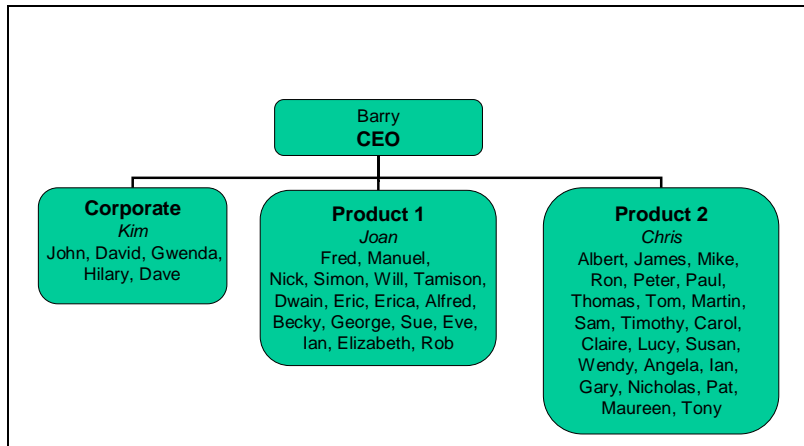 Barry
CEO
Corporate
Kim
John, David, Gwenda,
Hilary, Dave
Product 1
Joan
Fred, Manuel,
Nick, Simon, Will, Tamison,
Dwain, Eric, Erica, Alfred,
Becky, George, Sue, Eve,
Ian, Elizabeth, Rob
Product 2
Chris
Albert, James, Mike,
Ron, Peter, Paul,
Thomas, Tom, Martin,
Sam, Timothy, Carol,
Claire, Lucy, Susan,
Wendy, Angela, Ian,
Gary, Nicholas, Pat,
Maureen, Tony